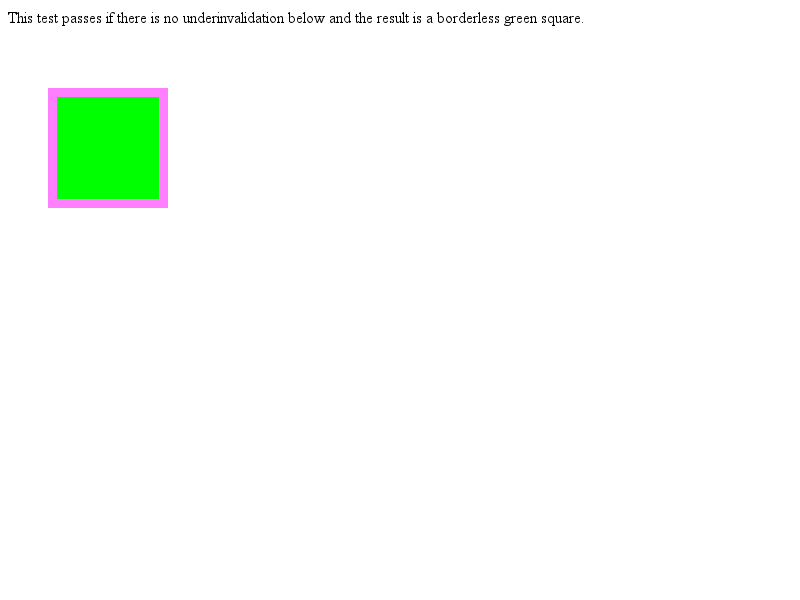 This test passes if there is no underinvalidation below and the result is a borderless green square.